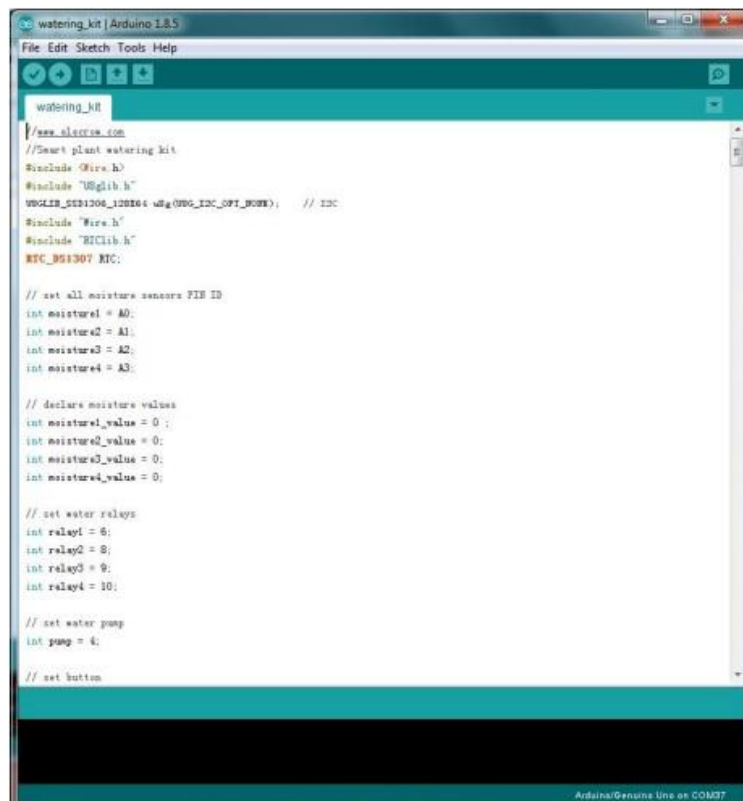 watering_kit | Arduino 1.8.5
File Edit Sketch Tools Help
watering_kit
//www.elecrow.com
//Smart plant watering kit
#include <Wire.h>
#include "U8glib.h"
U8GLIB_SSD1306_128X64 u8g(U8G_I2C_OPT_NONE); // I2C
#include "Wire.h"
#include "RTClib.h"
RTC_DS1307 RTC;
// set all moisture sensors PIN ID
int moisture1 = A0;
int moisture2 = A1;
int moisture3 = A2;
int moisture4 = A3;
// declare moisture values
int moisture1_value = 0 ;
int moisture2_value = 0;
int moisture3_value = 0;
int moisture4_value = 0;
// set water relays
int relay1 = 6;
int relay2 = 8;
int relay3 = 9;
int relay4 = 10;
// set water pump
int pump = 4;
// set button
Arduino/Genuino Uno on COM37